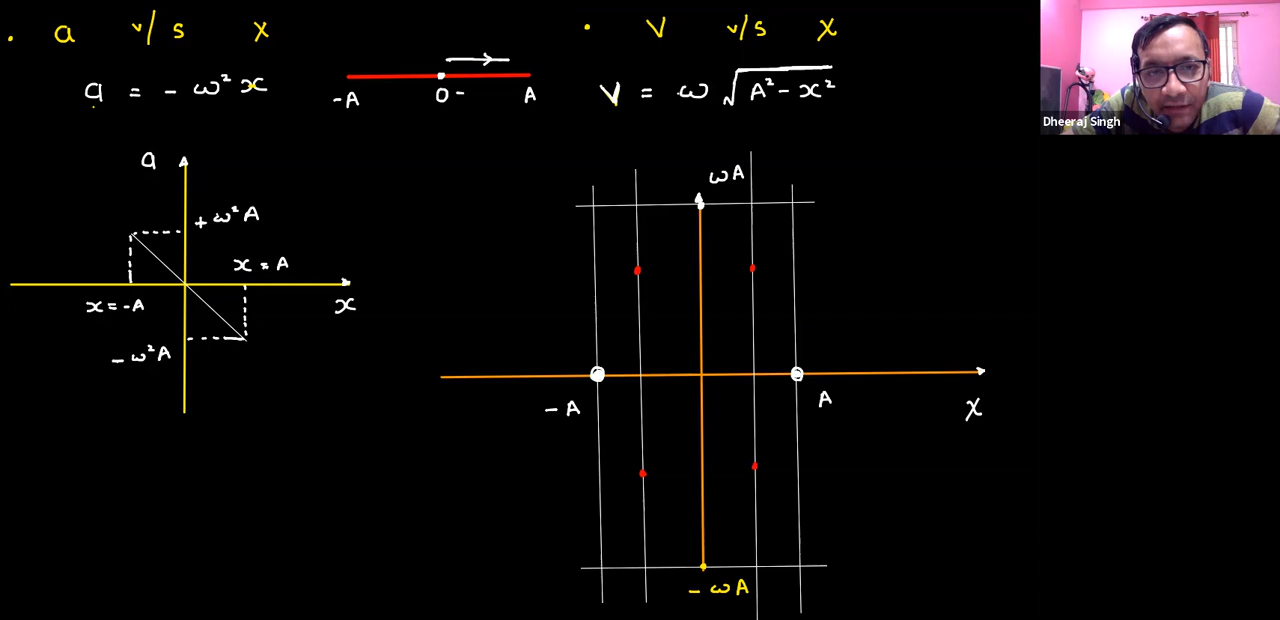 . a v/s X
a = - ω² x
-A 0 - A
a
+ ω² A
x = A
x = -A
x
- ω² A
. V v/s X
V = ω √A² - x²
ωA
- A
A
X
- ωA
Dheeraj Singh